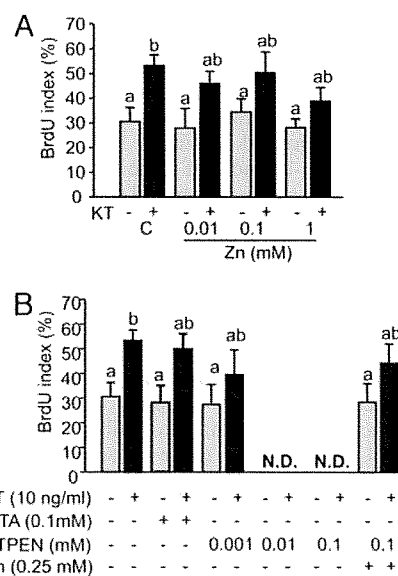 A
BrdU index (%)
70
60
50
40
30
20
10
0
a b a ab a ab a ab
KT - + - + - + - +
C 0.01 0.1 1
Zn (mM)
B
BrdU index (%)
70
60
50
40
30
20
10
0
a b a ab a ab N.D. N.D. a ab
T (10 ng/ml) - + - + - + - + - + - +
TA (0.1mM) - - + + - - - - - - - -
TPEN (mM) - - - - 0.001 0.01 0.1 0.1
n (0.25 mM) - - - - - - - - - - + +